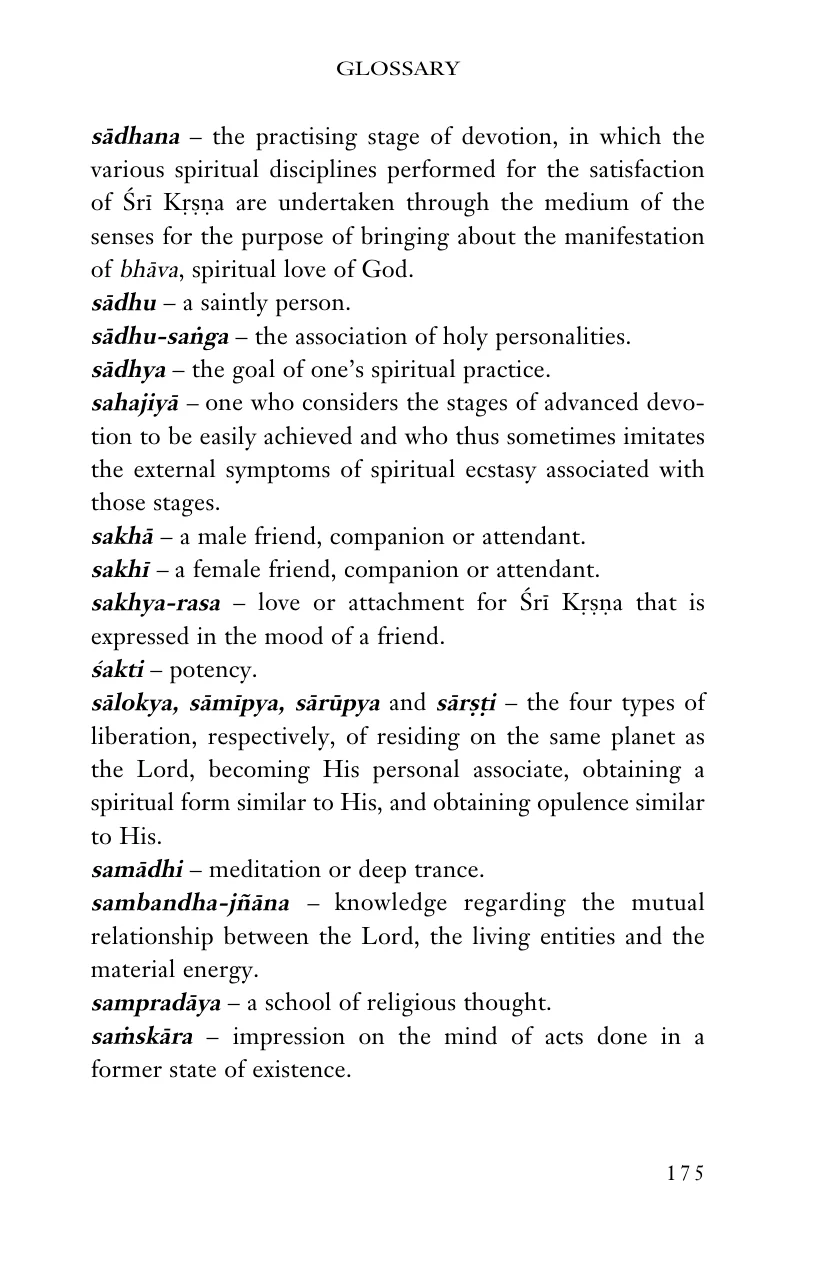 GLOSSARY
sādhana – the practising stage of devotion, in which the
various spiritual disciplines performed for the satisfaction
of Śrī Kṛṣṇa are undertaken through the medium of the
senses for the purpose of bringing about the manifestation
of bhāva, spiritual love of God.
sādhu – a saintly person.
sādhu-saṅga – the association of holy personalities.
sādhya – the goal of one’s spiritual practice.
sahajiyā – one who considers the stages of advanced devo-
tion to be easily achieved and who thus sometimes imitates
the external symptoms of spiritual ecstasy associated with
those stages.
sakhā – a male friend, companion or attendant.
sakhī – a female friend, companion or attendant.
sakhya-rasa – love or attachment for Śrī Kṛṣṇa that is
expressed in the mood of a friend.
śakti – potency.
sālokya, sāmīpya, sārūpya and sārṣṭi – the four types of
liberation, respectively, of residing on the same planet as
the Lord, becoming His personal associate, obtaining a
spiritual form similar to His, and obtaining opulence similar
to His.
samādhi – meditation or deep trance.
sambandha-jñāna – knowledge regarding the mutual
relationship between the Lord, the living entities and the
material energy.
sampradāya – a school of religious thought.
saṁskāra – impression on the mind of acts done in a
former state of existence.
175